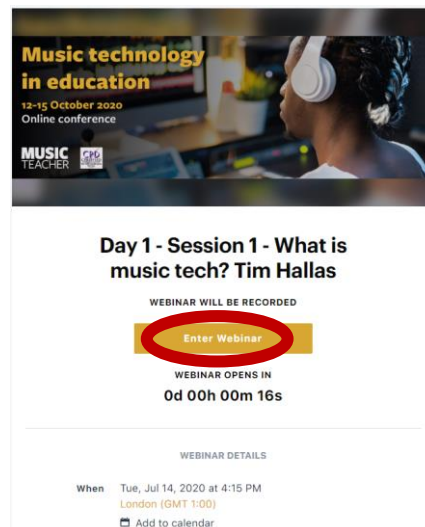 Music technology
in education
12-15 October 2020
Online conference
MUSIC
TEACHER
CPD
Day 1 - Session 1 - What is
music tech? Tim Hallas
WEBINAR WILL BE RECORDED
Enter Webinar
WEBINAR OPENS IN
0d 00h 00m 16s
WEBINAR DETAILS
When Tue, Jul 14, 2020 at 4:15 PM
London (GMT 1:00)
Add to calendar